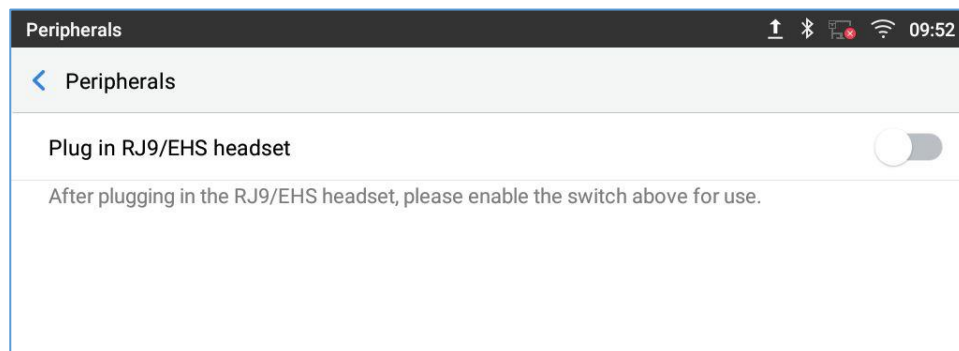 Peripherals 09:52
Peripherals
Plug in RJ9/EHS headset
After plugging in the RJ9/EHS headset, please enable the switch above for use.